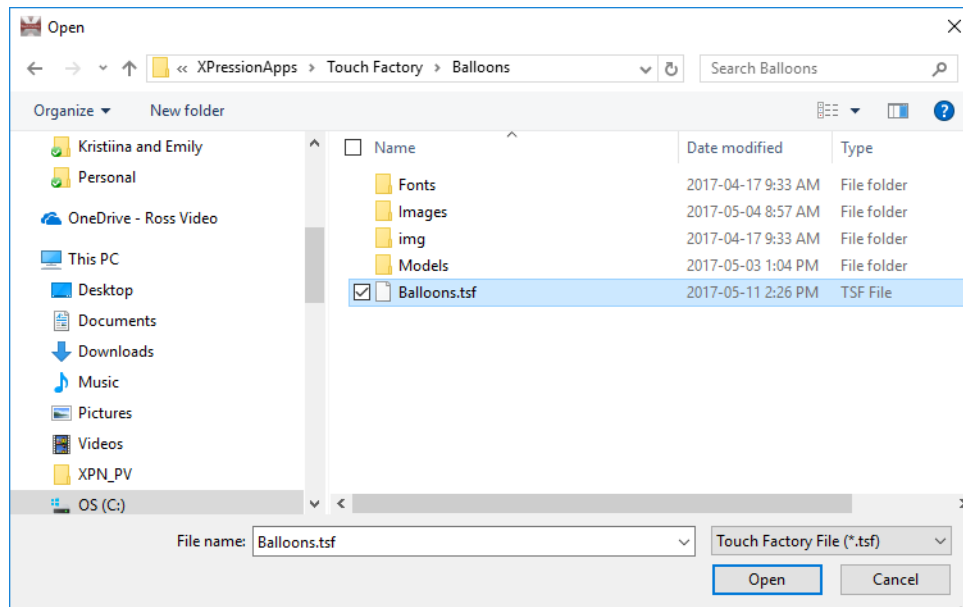 Open
« XPressionApps > Touch Factory > Balloons
Search Balloons
Organize
New folder
Kristiina and Emily
Personal
OneDrive - Ross Video
This PC
Desktop
Documents
Downloads
Music
Pictures
Videos
XPN_PV
OS (C:)
Name Date modified Type
Fonts 2017-04-17 9:33 AM File folder
Images 2017-05-04 8:57 AM File folder
img 2017-04-17 9:33 AM File folder
Models 2017-05-03 1:04 PM File folder
Balloons.tsf 2017-05-11 2:26 PM TSF File
File name: Balloons.tsf
Touch Factory File (*.tsf)
Open
Cancel